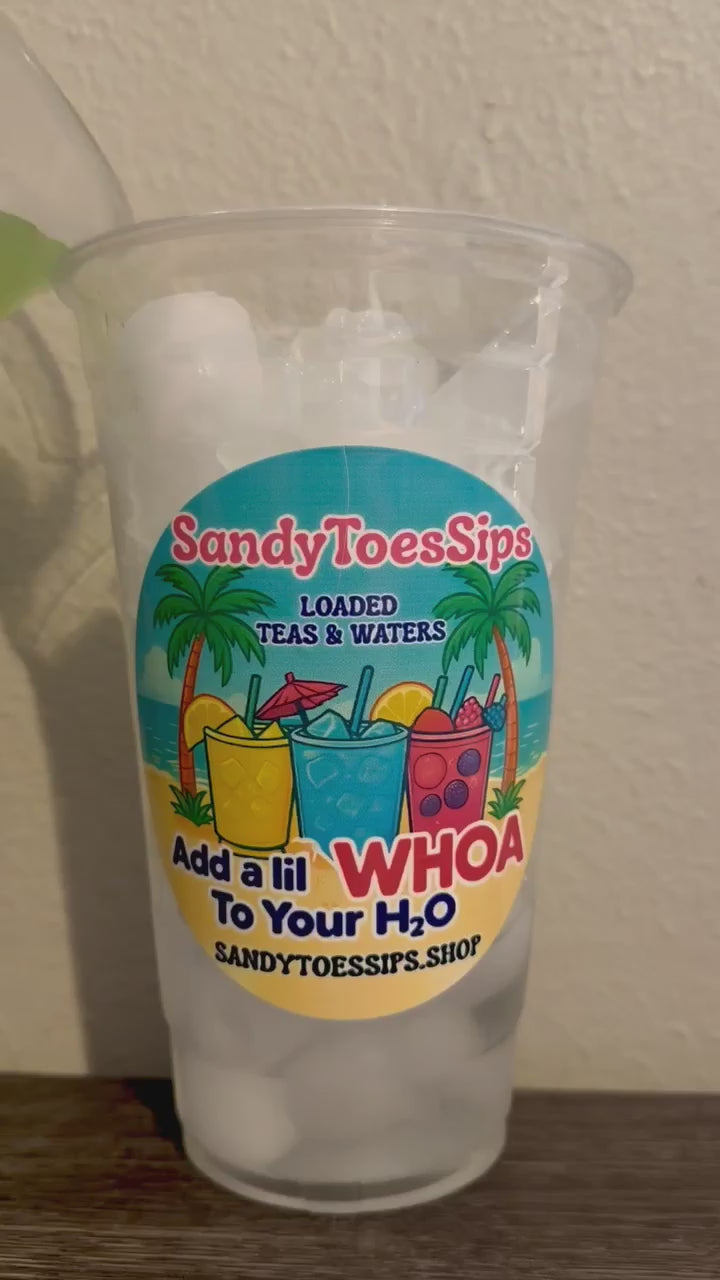 SandyToesSips
LOADED
TEAS & WATERS
Add a lil WHOA
To Your H₂O
SANDYTOESSIPS.SHOP